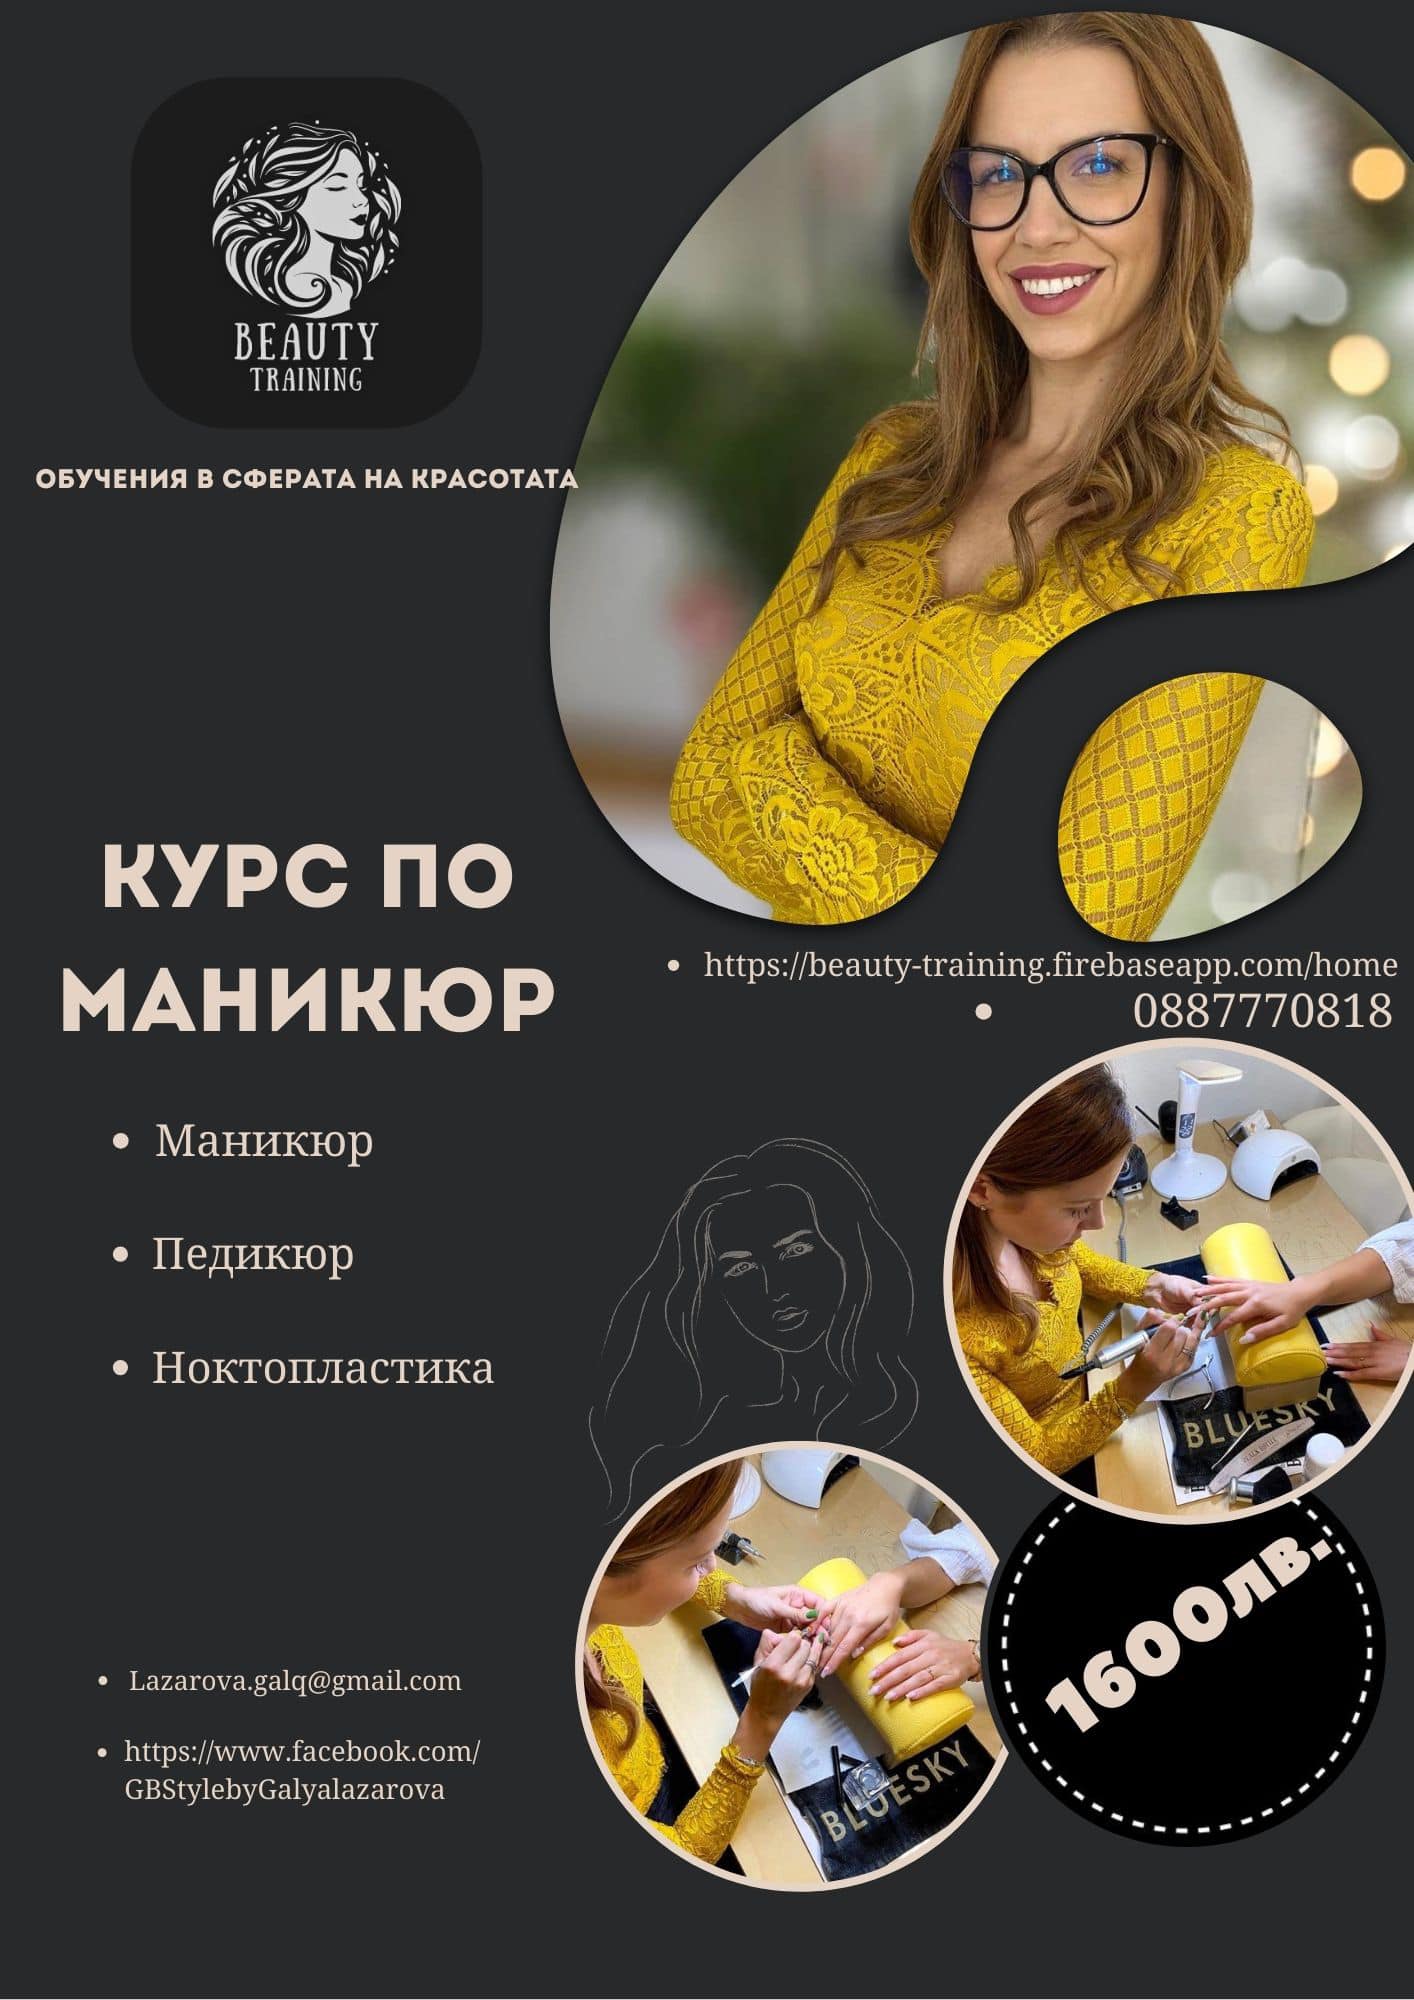 BEAUTY
TRAINING
ОБУЧЕНИЯ В СФЕРАТА НА КРАСОТАТА
КУРС ПО
МАНИКЮР
• https://beauty-training.firebaseapp.com/home
• 0887770818
• Маникюр
• Педикюр
• Ноктопластика
BLUESKY
1600лв.
• Lazarova.galq@gmail.com
• https://www.facebook.com/
GBStylebyGalyalazarova
BLUESKY